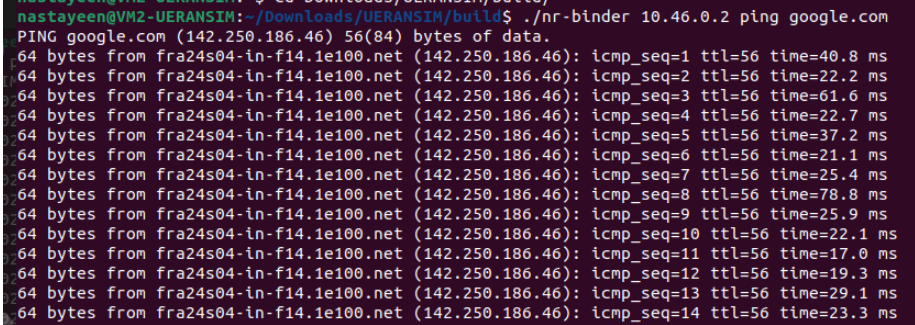 nastayeen@VM2-UERANSIM:~/Downloads/UERANSIM/build$ ./nr-binder 10.46.0.2 ping google.com
PING google.com (142.250.186.46) 56(84) bytes of data.
64 bytes from fra24s04-in-f14.1e100.net (142.250.186.46): icmp_seq=1 ttl=56 time=40.8 ms
64 bytes from fra24s04-in-f14.1e100.net (142.250.186.46): icmp_seq=2 ttl=56 time=22.2 ms
64 bytes from fra24s04-in-f14.1e100.net (142.250.186.46): icmp_seq=3 ttl=56 time=61.6 ms
64 bytes from fra24s04-in-f14.1e100.net (142.250.186.46): icmp_seq=4 ttl=56 time=22.7 ms
64 bytes from fra24s04-in-f14.1e100.net (142.250.186.46): icmp_seq=5 ttl=56 time=37.2 ms
64 bytes from fra24s04-in-f14.1e100.net (142.250.186.46): icmp_seq=6 ttl=56 time=21.1 ms
64 bytes from fra24s04-in-f14.1e100.net (142.250.186.46): icmp_seq=7 ttl=56 time=25.4 ms
64 bytes from fra24s04-in-f14.1e100.net (142.250.186.46): icmp_seq=8 ttl=56 time=78.8 ms
64 bytes from fra24s04-in-f14.1e100.net (142.250.186.46): icmp_seq=9 ttl=56 time=25.9 ms
64 bytes from fra24s04-in-f14.1e100.net (142.250.186.46): icmp_seq=10 ttl=56 time=22.1 ms
64 bytes from fra24s04-in-f14.1e100.net (142.250.186.46): icmp_seq=11 ttl=56 time=17.0 ms
64 bytes from fra24s04-in-f14.1e100.net (142.250.186.46): icmp_seq=12 ttl=56 time=19.3 ms
64 bytes from fra24s04-in-f14.1e100.net (142.250.186.46): icmp_seq=13 ttl=56 time=29.1 ms
64 bytes from fra24s04-in-f14.1e100.net (142.250.186.46): icmp_seq=14 ttl=56 time=23.3 ms